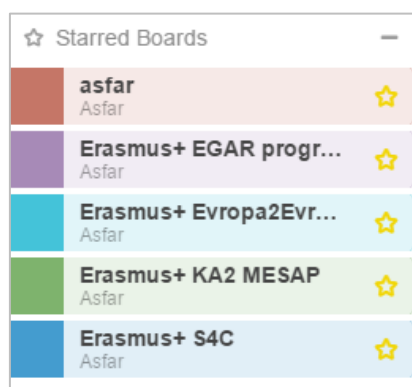 Starred Boards
asfar
Asfar
Erasmus+ EGAR progr...
Asfar
Erasmus+ Evropa2Evr...
Asfar
Erasmus+ KA2 MESAP
Asfar
Erasmus+ S4C
Asfar